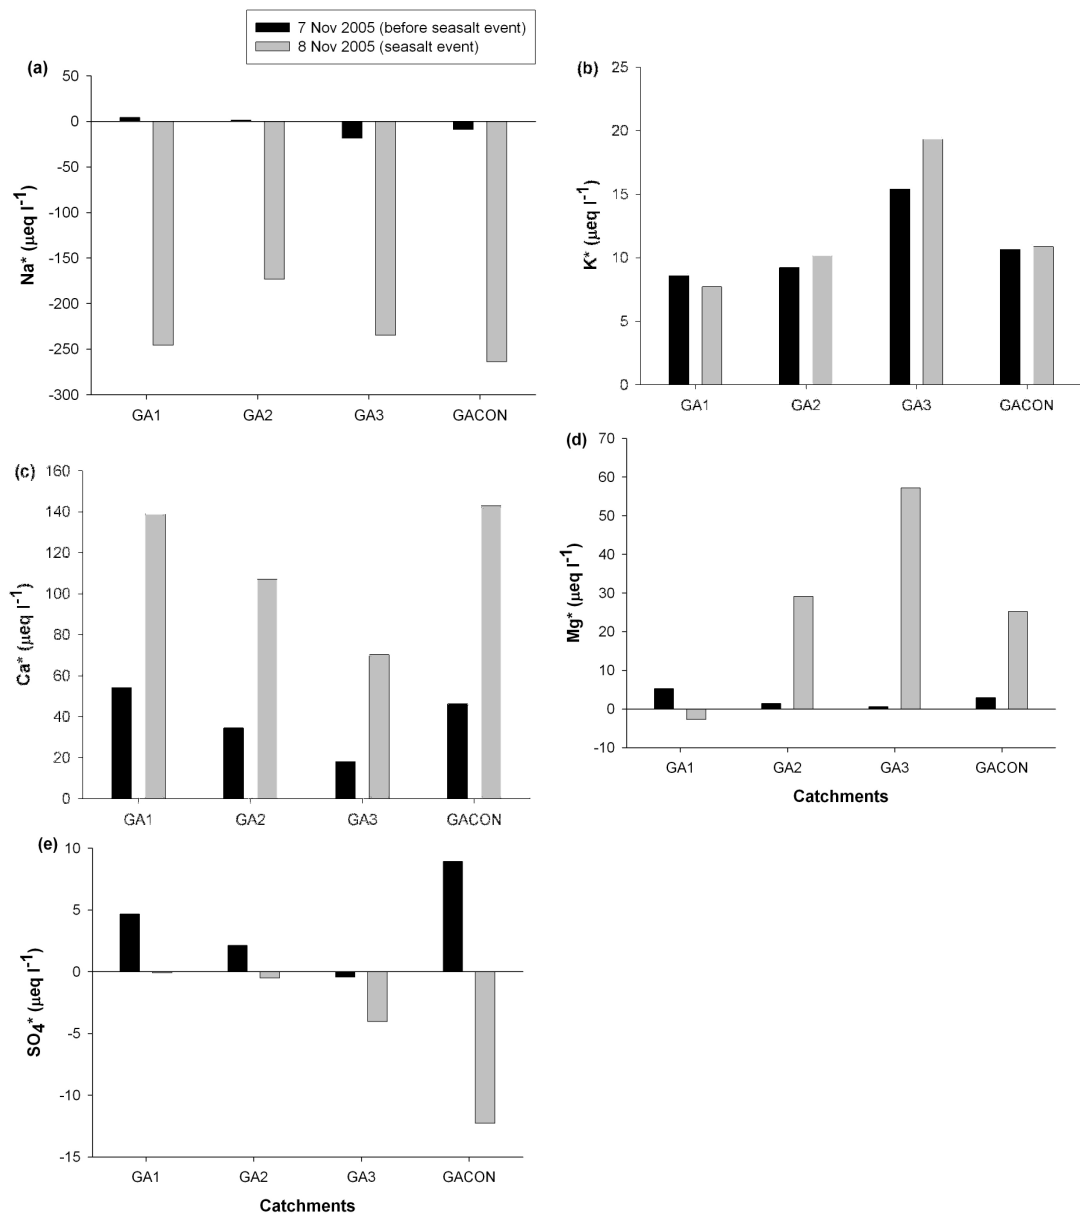 7 Nov 2005 (before seasalt event)
8 Nov 2005 (seasalt event)
(a)
Na* (μeq l⁻¹)
50
0
-50
-100
-150
-200
-250
-300
GA1 GA2 GA3 GACON
(b)
K* (μeq l⁻¹)
25
20
15
10
5
0
GA1 GA2 GA3 GACON
(c)
Ca* (μeq l⁻¹)
160
140
120
100
80
60
40
20
0
GA1 GA2 GA3 GACON
(d)
Mg* (μeq l⁻¹)
70
60
50
40
30
20
10
0
-10
GA1 GA2 GA3 GACON
Catchments
(e)
SO₄* (μeq l⁻¹)
10
5
0
-5
-10
-15
GA1 GA2 GA3 GACON
Catchments